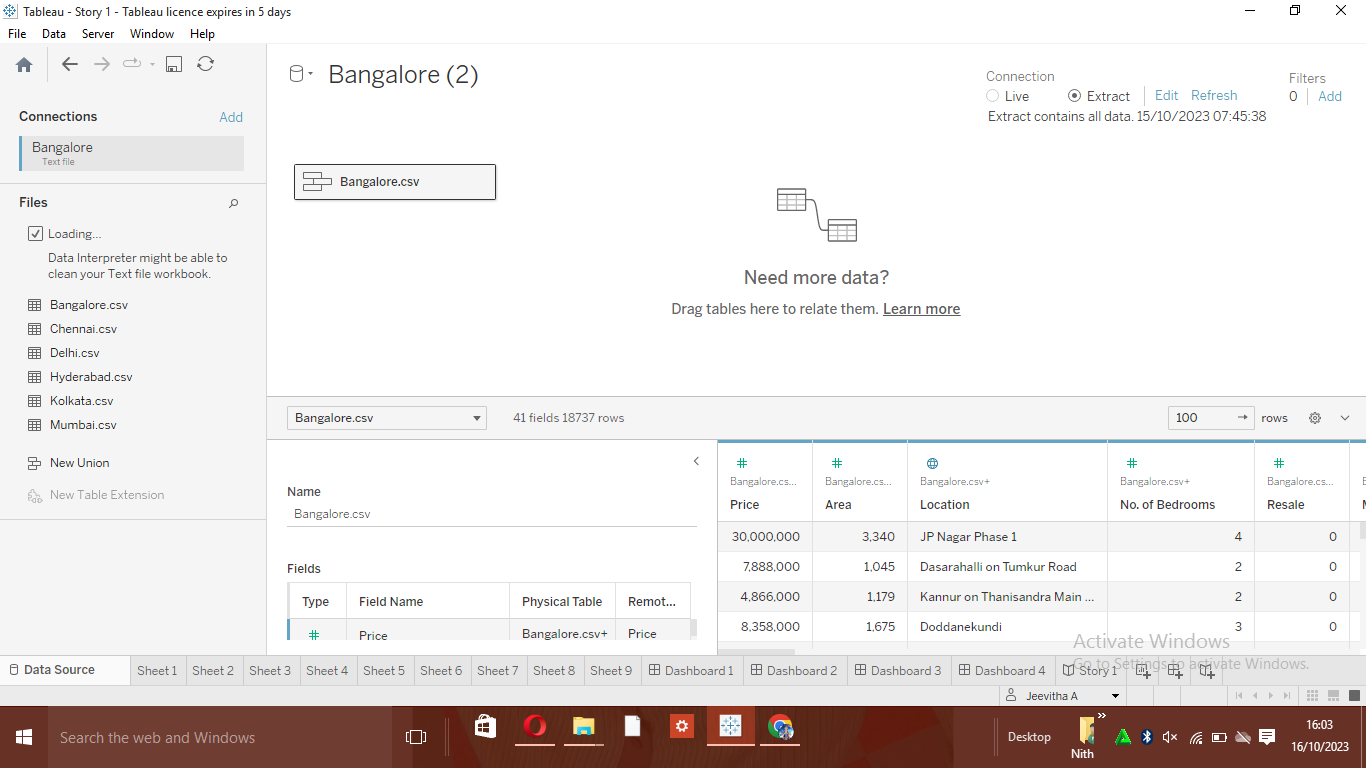 Tableau - Story 1 - Tableau licence expires in 5 days
File Data Server Window Help
Bangalore (2)
Connection
Live Extract Edit Refresh
Extract contains all data. 15/10/2023 07:45:38
Filters
0 Add
Connections Add
Bangalore
Text file
Files
Loading...
Data Interpreter might be able to
clean your Text file workbook.
Bangalore.csv
Chennai.csv
Delhi.csv
Hyderabad.csv
Kolkata.csv
Mumbai.csv
New Union
New Table Extension
Bangalore.csv
Need more data?
Drag tables here to relate them. Learn more
Bangalore.csv 41 fields 18737 rows 100 rows
Name
Bangalore.csv
Fields
Type Field Name Physical Table Remot...
Price Bangalore.csv+ Price
Bangalore.cs... Bangalore.cs... Bangalore.csv+ Bangalore.csv+ Bangalore.cs...
Price Area Location No. of Bedrooms Resale
30,000,000 3,340 JP Nagar Phase 1 4 0
7,888,000 1,045 Dasarahalli on Tumkur Road 2 0
4,866,000 1,179 Kannur on Thanisandra Main ... 2 0
8,358,000 1,675 Doddanekundi 3 0
Activate Windows
Go to Settings to activate Windows.
Data Source Sheet 1 Sheet 2 Sheet 3 Sheet 4 Sheet 5 Sheet 6 Sheet 7 Sheet 8 Sheet 9 Dashboard 1 Dashboard 2 Dashboard 3 Dashboard 4 Story 1
Jeevitha A
Search the web and Windows
Desktop
Nith
16:03
16/10/2023